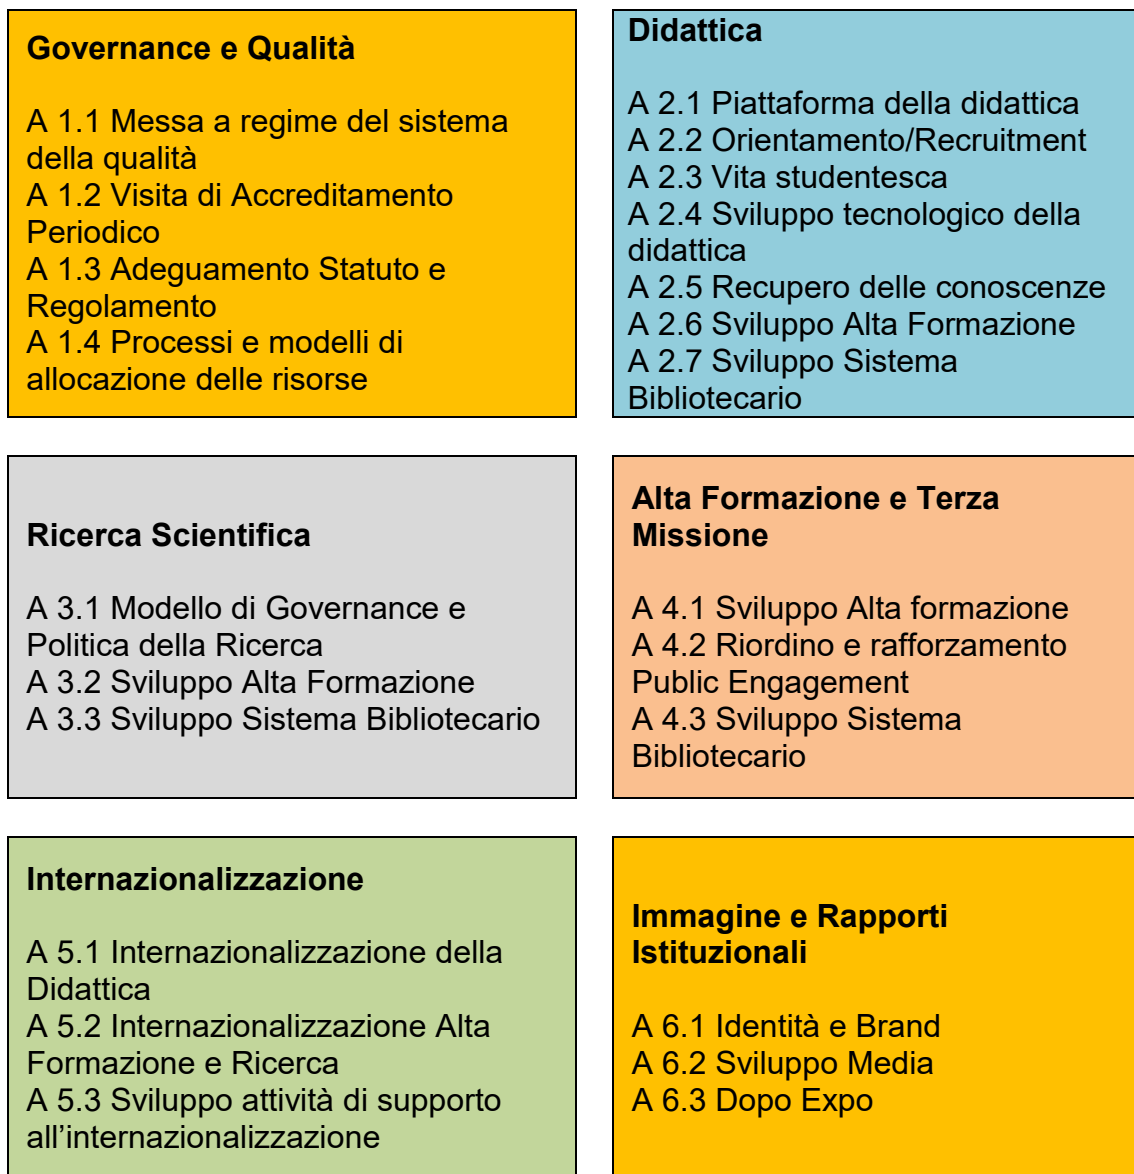 Governance e Qualità
A 1.1 Messa a regime del sistema
della qualità
A 1.2 Visita di Accreditamento
Periodico
A 1.3 Adeguamento Statuto e
Regolamento
A 1.4 Processi e modelli di
allocazione delle risorse
Didattica
A 2.1 Piattaforma della didattica
A 2.2 Orientamento/Recruitment
A 2.3 Vita studentesca
A 2.4 Sviluppo tecnologico della
didattica
A 2.5 Recupero delle conoscenze
A 2.6 Sviluppo Alta Formazione
A 2.7 Sviluppo Sistema
Bibliotecario
Ricerca Scientifica
A 3.1 Modello di Governance e
Politica della Ricerca
A 3.2 Sviluppo Alta Formazione
A 3.3 Sviluppo Sistema Bibliotecario
Alta Formazione e Terza
Missione
A 4.1 Sviluppo Alta formazione
A 4.2 Riordino e rafforzamento
Public Engagement
A 4.3 Sviluppo Sistema
Bibliotecario
Internazionalizzazione
A 5.1 Internazionalizzazione della
Didattica
A 5.2 Internazionalizzazione Alta
Formazione e Ricerca
A 5.3 Sviluppo attività di supporto
all’internazionalizzazione
Immagine e Rapporti
Istituzionali
A 6.1 Identità e Brand
A 6.2 Sviluppo Media
A 6.3 Dopo Expo